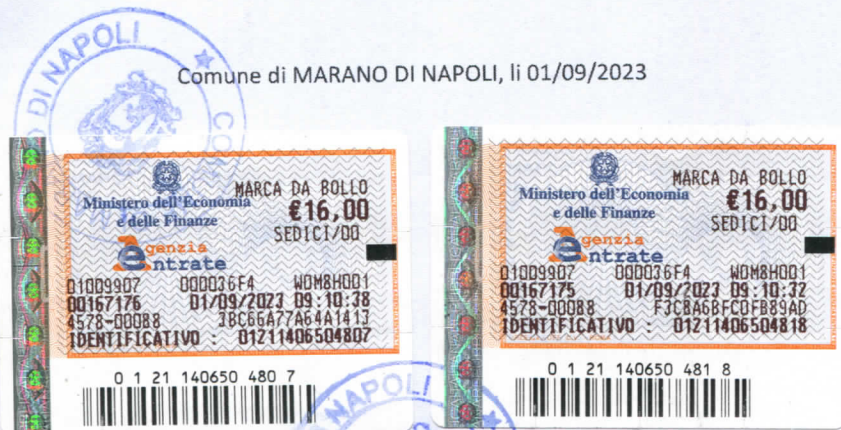 DI NAPOLI
Comune di MARANO DI NAPOLI, li 01/09/2023
Ministero dell'Economia
e delle Finanze
MARCA DA BOLLO
€16,00
SEDICI/00
Agenzia
Entrate
01009907 000036F4 W0M8H001
00167176 01/09/2023 09:10:38
4578-00088 3BC66A77A64A1413
IDENTIFICATIVO : 01211406504807
0 1 21 140650 480 7
Ministero dell'Economia
e delle Finanze
MARCA DA BOLLO
€16,00
SEDICI/00
Agenzia
Entrate
01009907 000036F4 W0M8H001
00167175 01/09/2023 09:10:32
4578-00088 F3C8A6BFC0FB89AD
IDENTIFICATIVO : 01211406504818
0 1 21 140650 481 8
NAPOLI